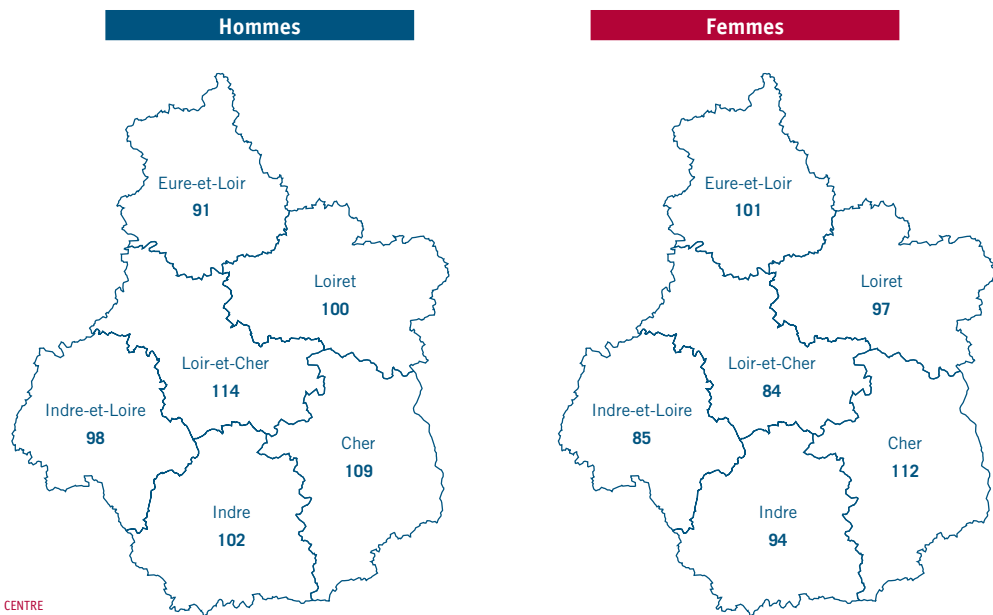 Hommes
Eure-et-Loir
91
Loiret
100
Loir-et-Cher
114
Indre-et-Loire
98
Cher
109
Indre
102
Femmes
Eure-et-Loir
101
Loiret
97
Loir-et-Cher
84
Indre-et-Loire
85
Cher
112
Indre
94
CENTRE